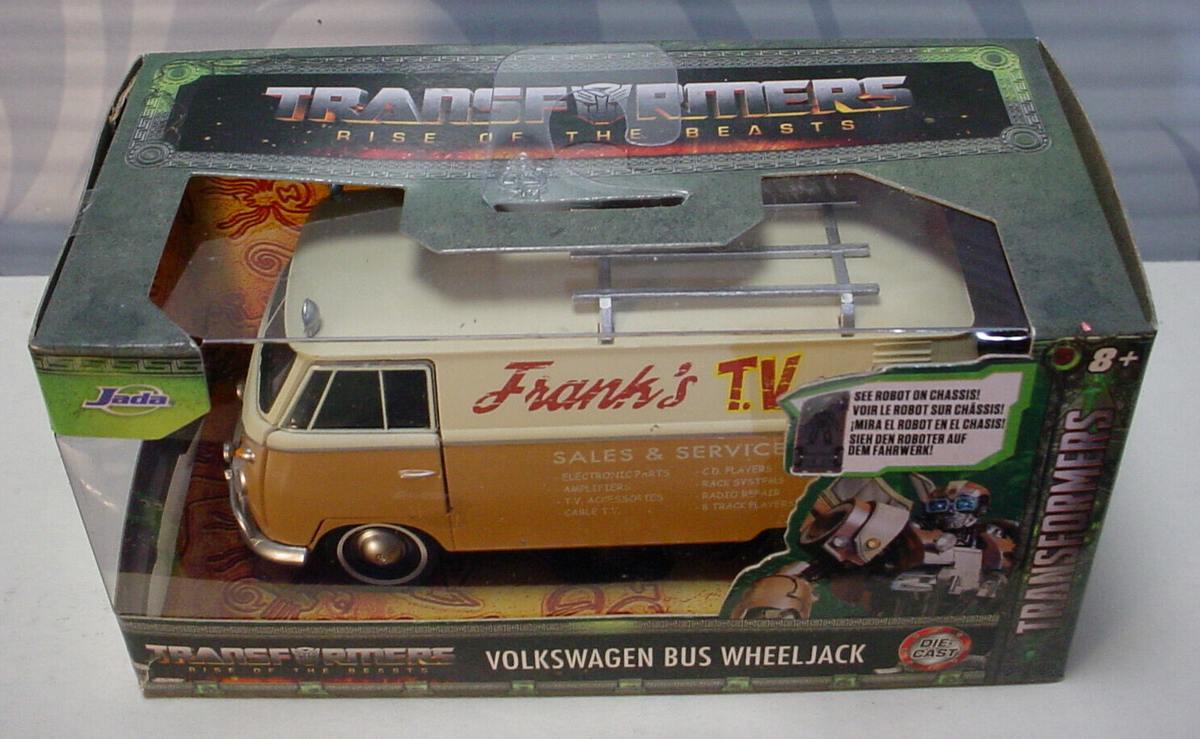 TRANSFORMERS
RISE OF THE BEASTS
Jada
8+
Frank's T.V.
SEE ROBOT ON CHASSIS!
VOIR LE ROBOT SUR CHÂSSIS!
¡MIRA EL ROBOT EN EL CHASIS!
SIEH DEN ROBOTER AUF
DEM FAHRWERK!
SALES & SERVICE
- ELECTRONIC PARTS
- AMPLIFIERS
- T.V. ACCESSORIES
CABLE T.V.
- C.D. PLAYERS
- RACK SYSTEMS
- RADIO REPAIR
- 8 TRACK PLAYERS
TRANSFORMERS
TRANSFORMERS
RISE OF THE BEASTS
VOLKSWAGEN BUS WHEELJACK
DIE-
CAST